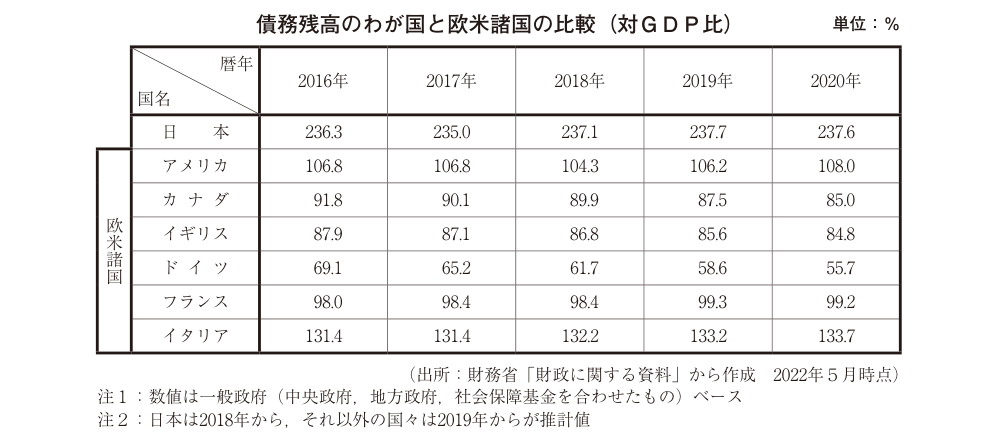 債務残高のわが国と欧米諸国の比較（対ＧＤＰ比） 単位：％
暦年
国名
2016年 2017年 2018年 2019年 2020年
日本 236.3 235.0 237.1 237.7 237.6
欧米諸国
アメリカ 106.8 106.8 104.3 106.2 108.0
カナダ 91.8 90.1 89.9 87.5 85.0
イギリス 87.9 87.1 86.8 85.6 84.8
ドイツ 69.1 65.2 61.7 58.6 55.7
フランス 98.0 98.4 98.4 99.3 99.2
イタリア 131.4 131.4 132.2 133.2 133.7
（出所：財務省「財政に関する資料」から作成　2022年５月時点）
注１：数値は一般政府（中央政府，地方政府，社会保障基金を合わせたもの）ベース
注２：日本は2018年から，それ以外の国々は2019年からが推計値